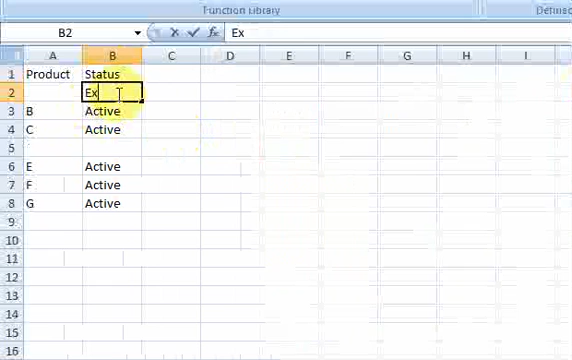 Function Library Define
B2 fx Ex
A B C D E F G H I
1 Product Status
2 Ex
3 B Active
4 C Active
5
6 E Active
7 F Active
8 G Active
9
10
11
12
13
14
15
16